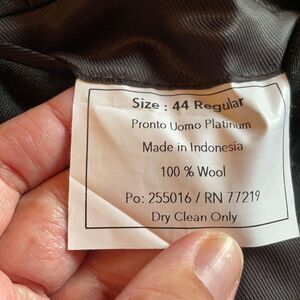 Size : 44 Regular
Pronto Uomo Platinum
Made in Indonesia
100 % Wool
Po: 255016 / RN 77219
Dry Clean Only